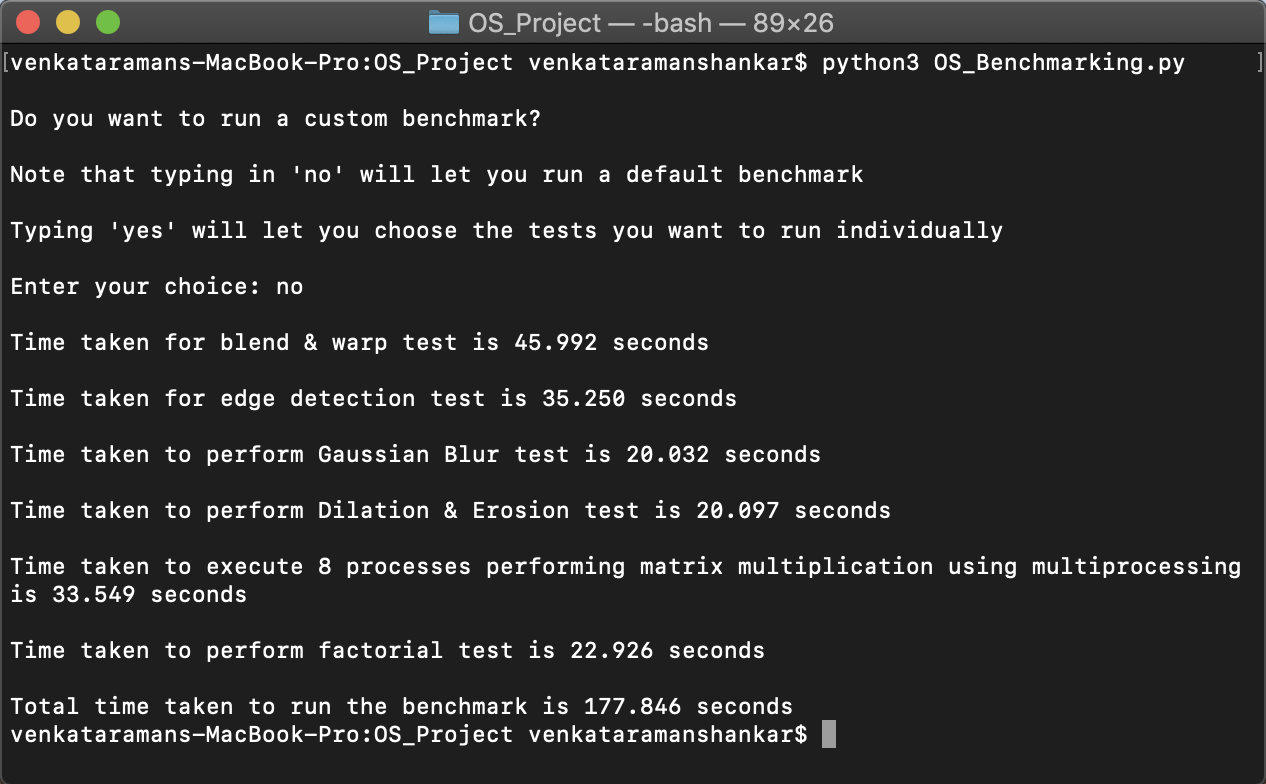 OS_Project — -bash — 89×26
[venkataramans-MacBook-Pro:OS_Project venkataramanshankar$ python3 OS_Benchmarking.py ]
Do you want to run a custom benchmark?
Note that typing in 'no' will let you run a default benchmark
Typing 'yes' will let you choose the tests you want to run individually
Enter your choice: no
Time taken for blend & warp test is 45.992 seconds
Time taken for edge detection test is 35.250 seconds
Time taken to perform Gaussian Blur test is 20.032 seconds
Time taken to perform Dilation & Erosion test is 20.097 seconds
Time taken to execute 8 processes performing matrix multiplication using multiprocessing
is 33.549 seconds
Time taken to perform factorial test is 22.926 seconds
Total time taken to run the benchmark is 177.846 seconds
venkataramans-MacBook-Pro:OS_Project venkataramanshankar$